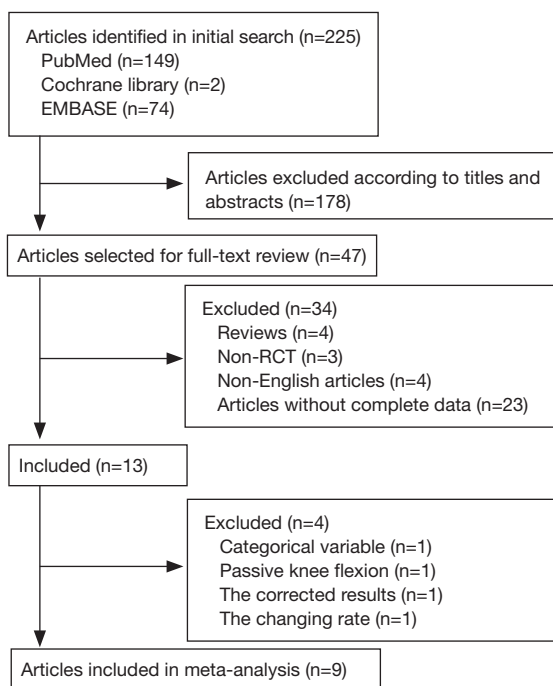 Articles identified in initial search (n=225)
PubMed (n=149)
Cochrane library (n=2)
EMBASE (n=74)
Articles excluded according to titles and
abstracts (n=178)
Articles selected for full-text review (n=47)
Excluded (n=34)
Reviews (n=4)
Non-RCT (n=3)
Non-English articles (n=4)
Articles without complete data (n=23)
Included (n=13)
Excluded (n=4)
Categorical variable (n=1)
Passive knee flexion (n=1)
The corrected results (n=1)
The changing rate (n=1)
Articles included in meta-analysis (n=9)